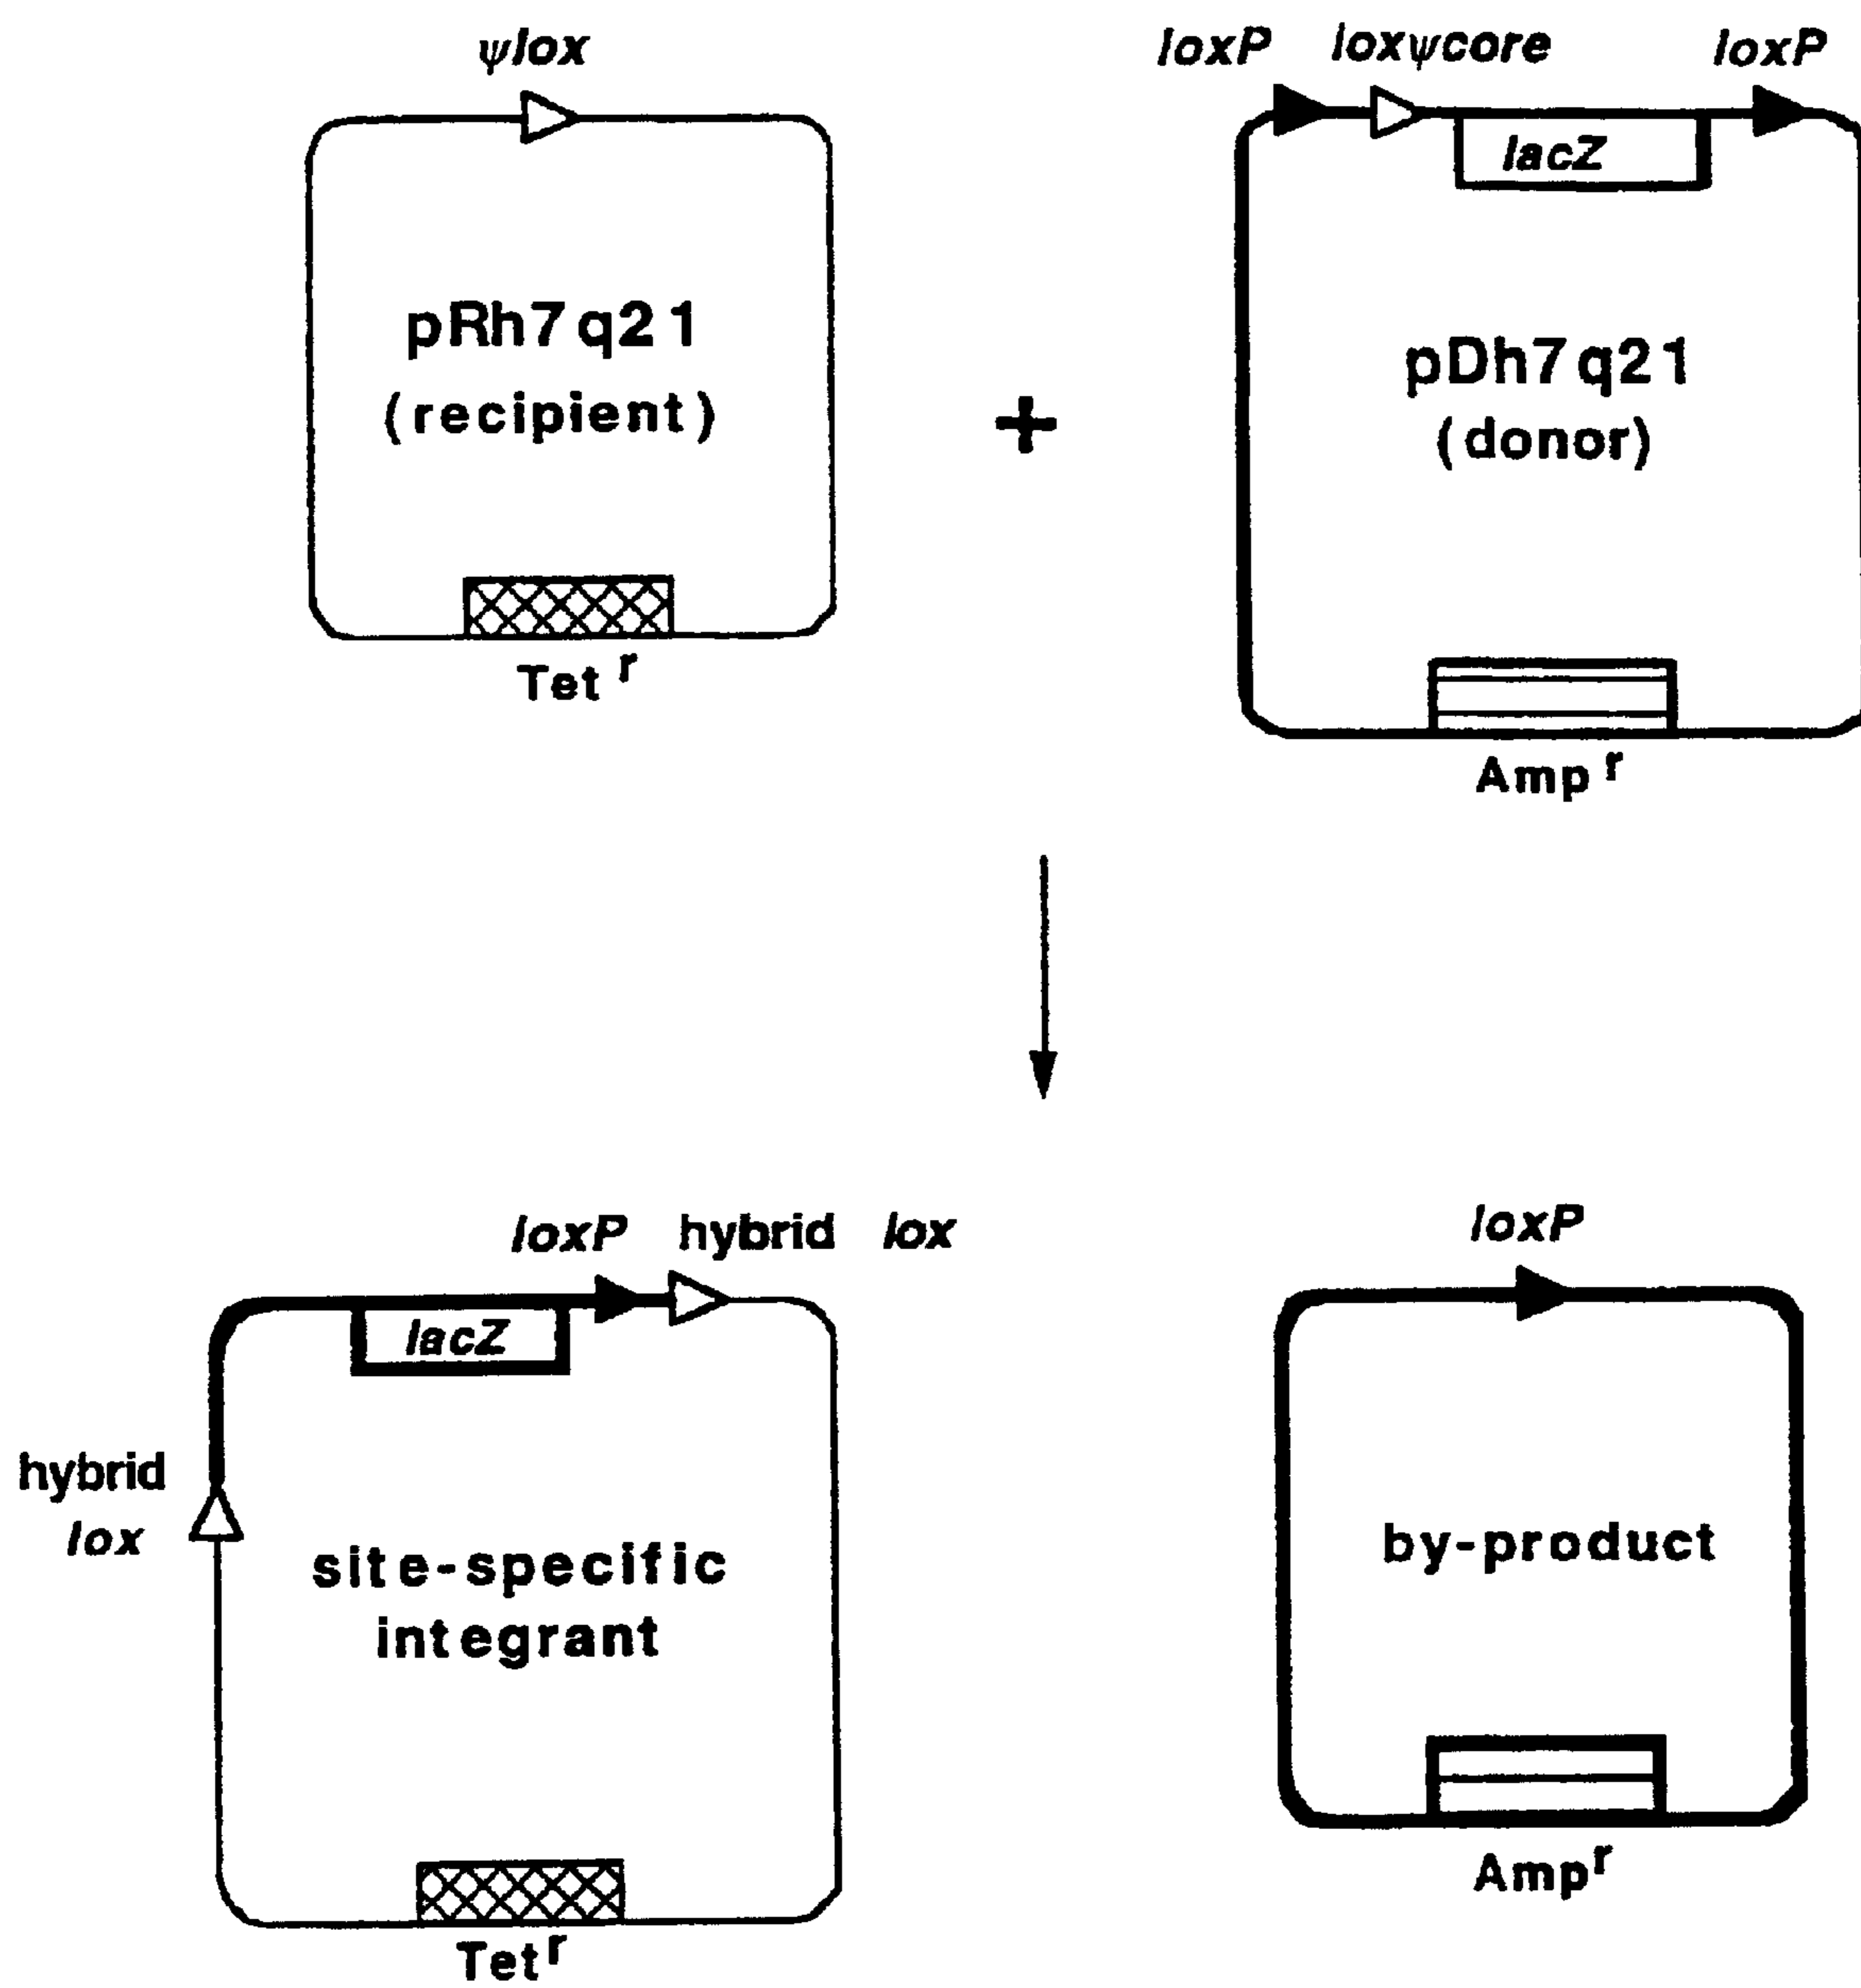 ψlox
pRh7q21
(recipient)
Tet r
+
loxP loxψcore loxP
lacZ
pDh7q21
(donor)
Amp r
loxP hybrid lox
lacZ
hybrid
lox
site-specific
integrant
Tet r
loxP
by-product
Amp r